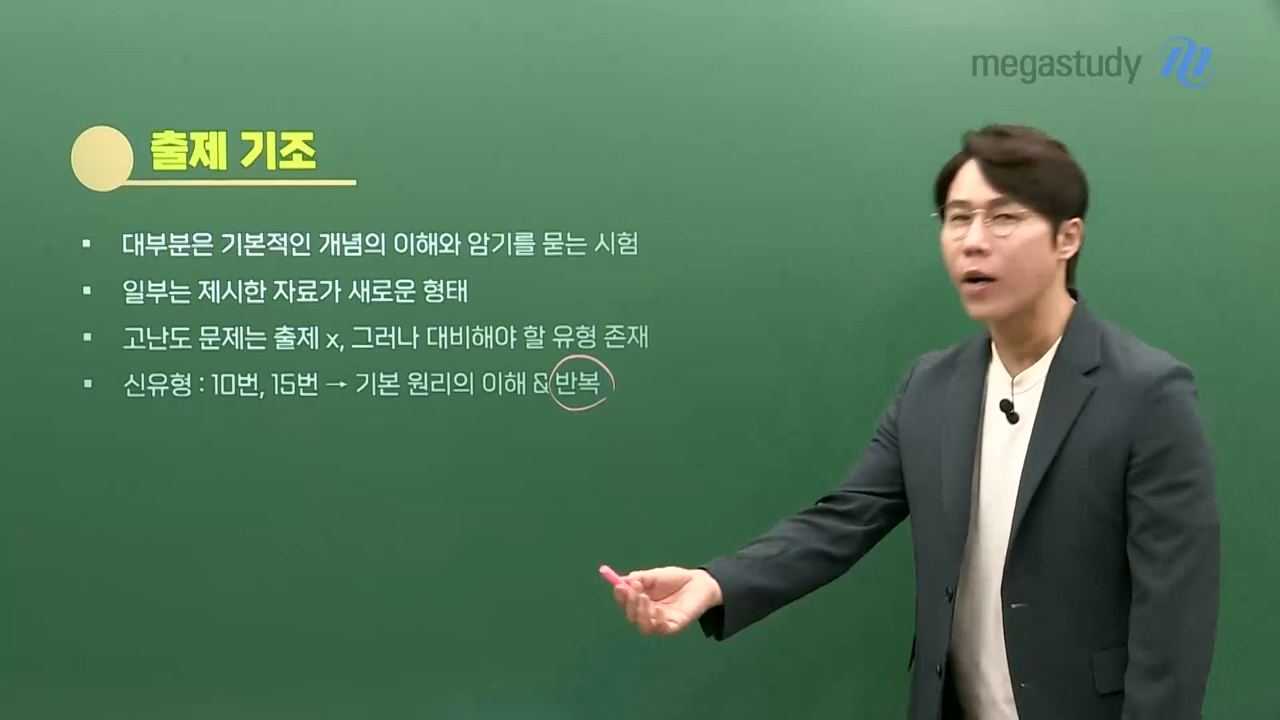 megastudy
출제 기조
▪ 대부분은 기본적인 개념의 이해와 암기를 묻는 시험
▪ 일부는 제시한 자료가 새로운 형태
▪ 고난도 문제는 출제 x, 그러나 대비해야 할 유형 존재
▪ 신유형 : 10번, 15번 → 기본 원리의 이해 & 반복